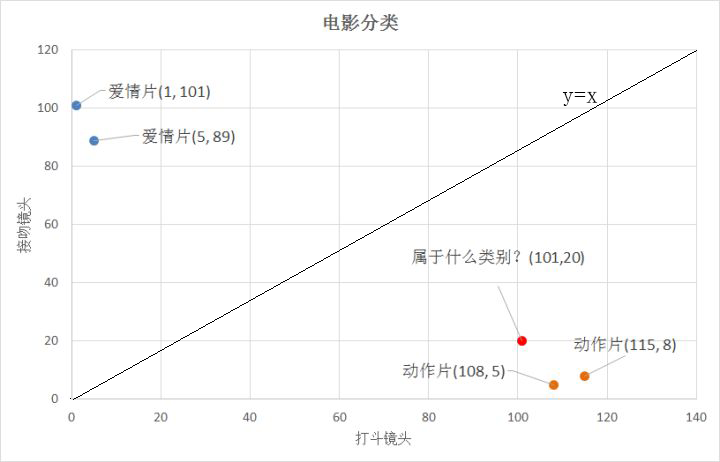 电影分类
120
爱情片(1, 101)
y=x
100
爱情片(5, 89)
80
60
接吻镜头
属于什么类别？(101,20)
40
20
动作片(115, 8)
动作片(108, 5)
0
0 20 40 60 80 100 120 140
打斗镜头